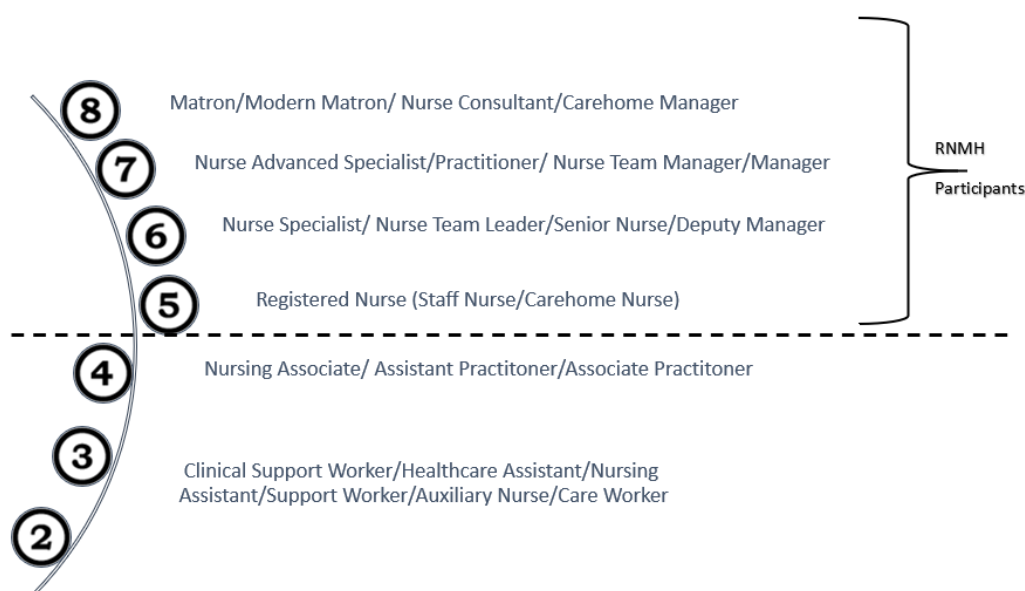 8
Matron/Modern Matron/ Nurse Consultant/Carehome Manager
7
Nurse Advanced Specialist/Practitioner/ Nurse Team Manager/Manager
RNMH
Participants
6
Nurse Specialist/ Nurse Team Leader/Senior Nurse/Deputy Manager
5
Registered Nurse (Staff Nurse/Carehome Nurse)
4
Nursing Associate/ Assistant Practitoner/Associate Practitoner
3
Clinical Support Worker/Healthcare Assistant/Nursing
Assistant/Support Worker/Auxiliary Nurse/Care Worker
2